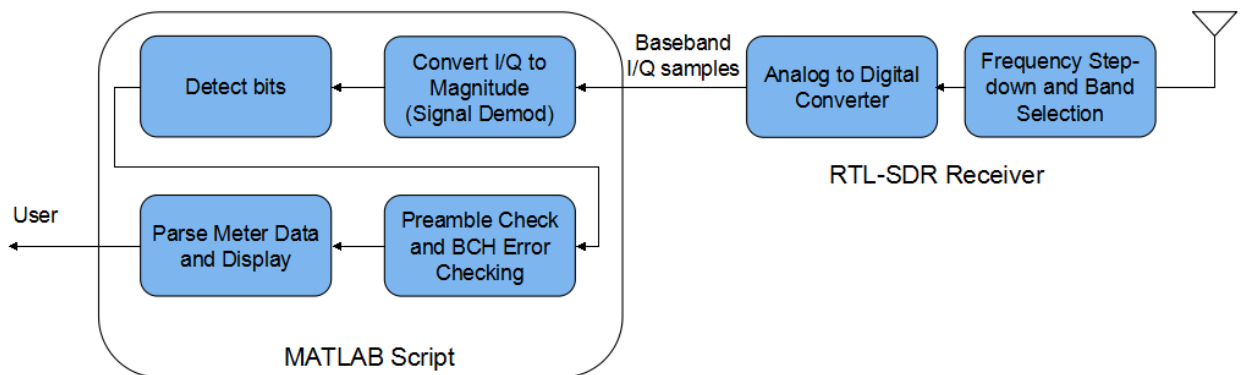 Detect bits
Convert I/Q to
Magnitude
(Signal Demod)
Baseband
I/Q samples
Analog to Digital
Converter
Frequency Step-
down and Band
Selection
RTL-SDR Receiver
User
Parse Meter Data
and Display
Preamble Check
and BCH Error
Checking
MATLAB Script